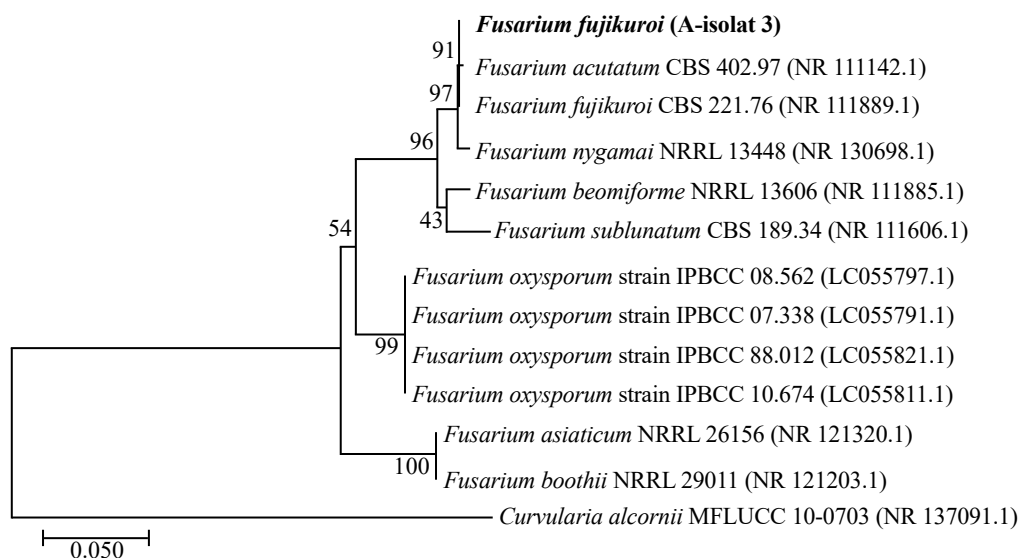 Fusarium fujikuroi (A-isolat 3)
91
Fusarium acutatum CBS 402.97 (NR 111142.1)
97
Fusarium fujikuroi CBS 221.76 (NR 111889.1)
96
Fusarium nygamai NRRL 13448 (NR 130698.1)
Fusarium beomiforme NRRL 13606 (NR 111885.1)
43
54
Fusarium sublunatum CBS 189.34 (NR 111606.1)
Fusarium oxysporum strain IPBCC 08.562 (LC055797.1)
Fusarium oxysporum strain IPBCC 07.338 (LC055791.1)
99
Fusarium oxysporum strain IPBCC 88.012 (LC055821.1)
Fusarium oxysporum strain IPBCC 10.674 (LC055811.1)
Fusarium asiaticum NRRL 26156 (NR 121320.1)
100
Fusarium boothii NRRL 29011 (NR 121203.1)
Curvularia alcornii MFLUCC 10-0703 (NR 137091.1)
0.050